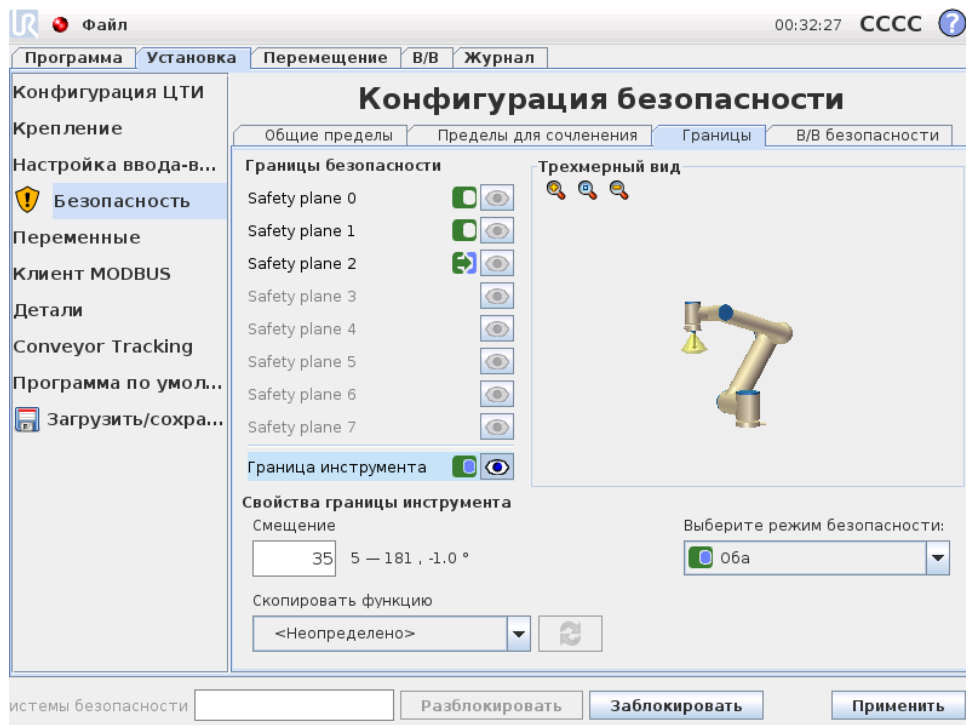 UR Файл 00:32:27 CCCC ?
Программа Установка Перемещение В/В Журнал
Конфигурация ЦТИ
Крепление
Настройка ввода-в...
Безопасность
Переменные
Клиент MODBUS
Детали
Conveyor Tracking
Программа по умол...
Загрузить/сохра...
Конфигурация безопасности
Общие пределы Пределы для сочленения Границы В/В безопасности
Границы безопасности
Safety plane 0
Safety plane 1
Safety plane 2
Safety plane 3
Safety plane 4
Safety plane 5
Safety plane 6
Safety plane 7
Граница инструмента
Трехмерный вид
Свойства границы инструмента
Смещение
35 5 — 181 , -1.0 °
Выберите режим безопасности:
Оба
Скопировать функцию
<Неопределено>
истемы безопасности Разблокировать Заблокировать Применить